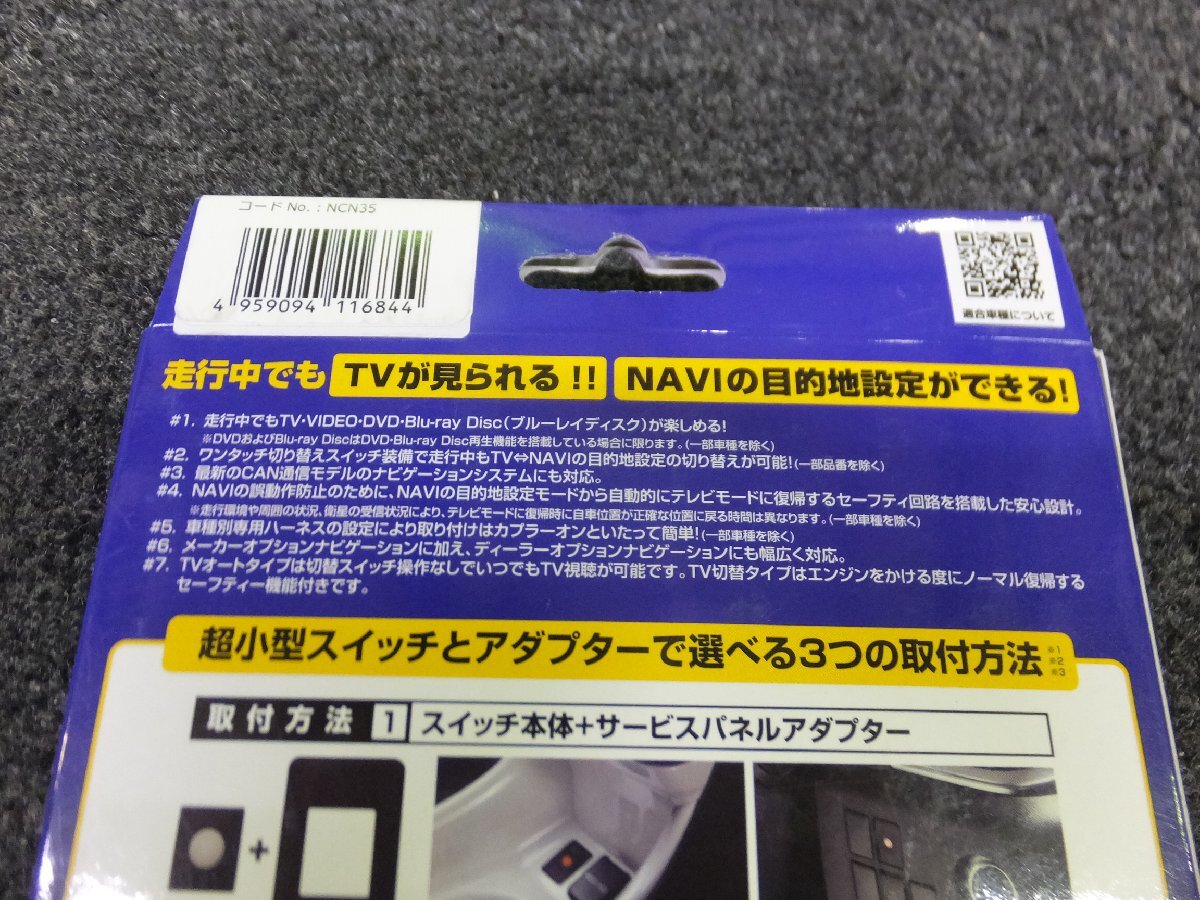 コードNo.：NCN35
4 959094 116844
適合車種について
走行中でも TVが見られる!! NAVIの目的地設定ができる!
#1. 走行中でもTV・VIDEO・DVD・Blu-ray Disc(ブルーレイディスク)が楽しめる!
※DVDおよびBlu-ray DiscはDVD・Blu-ray Disc再生機能を搭載している場合に限ります。(一部車種を除く)
#2. ワンタッチ切り替えスイッチ装備で走行中もTV⇔NAVIの目的地設定の切り替えが可能!(一部品番を除く)
#3. 最新のCAN通信モデルのナビゲーションシステムにも対応。
#4. NAVIの誤動作防止のために、NAVIの目的地設定モードから自動的にテレビモードに復帰するセーフティ回路を搭載した安心設計。
※走行環境や周囲の状況、衛星の受信状況により、テレビモードに復帰時に自車位置が正確な位置に戻る時間は異なります。(一部車種を除く)
#5. 車種別専用ハーネスの設定により取り付けはカプラーオンといたって簡単!(一部車種を除く)
#6. メーカーオプションナビゲーションに加え、ディーラーオプションナビゲーションにも幅広く対応。
#7. TVオートタイプは切替スイッチ操作なしでいつでもTV視聴が可能です。TV切替タイプはエンジンをかける度にノーマル復帰する
セーフティー機能付きです。
超小型スイッチとアダプターで選べる3つの取付方法 ※1 ※2 ※3
取付方法 1 スイッチ本体+サービスパネルアダプター
+